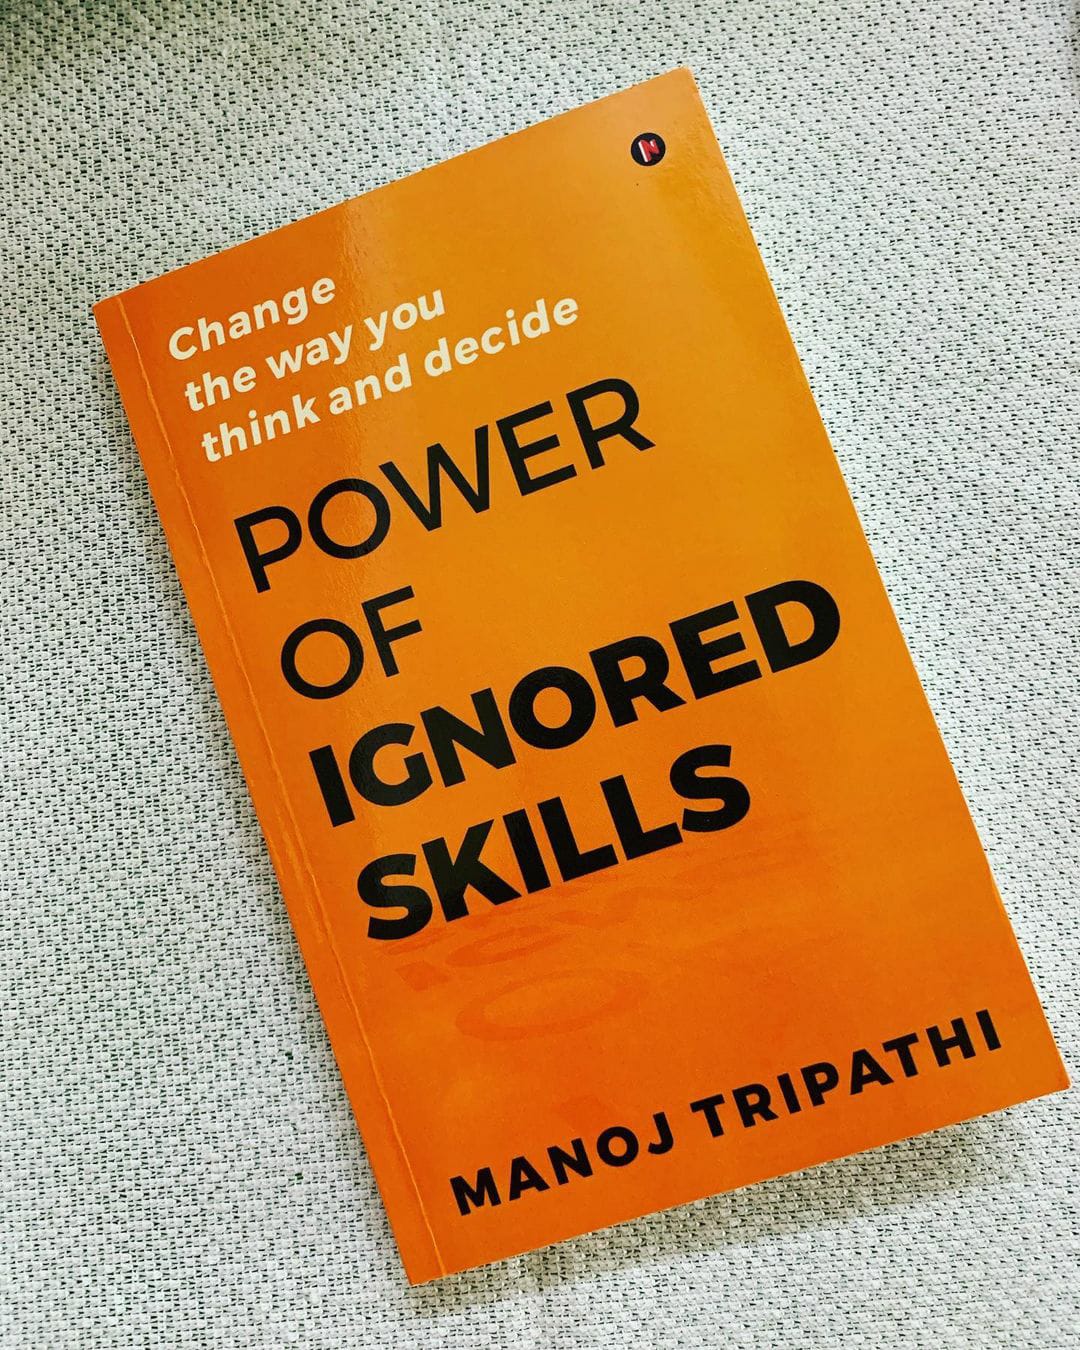 Change
the way you
think and decide
POWER
OF
IGNORED
SKILLS
MANOJ TRIPATHI